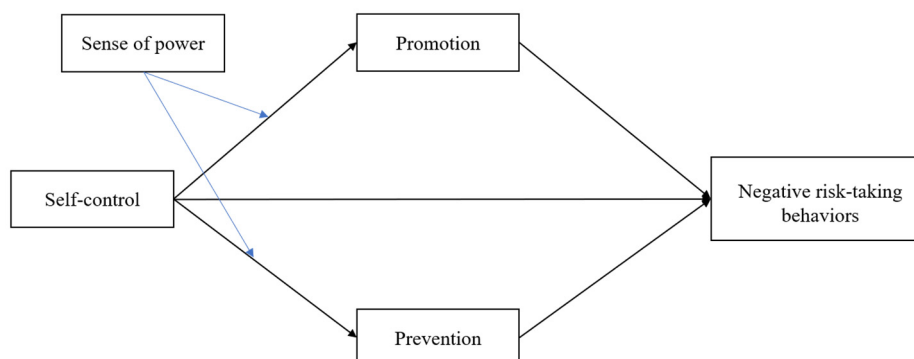 Sense of power
Promotion
Self-control
Negative risk-taking
behaviors
Prevention